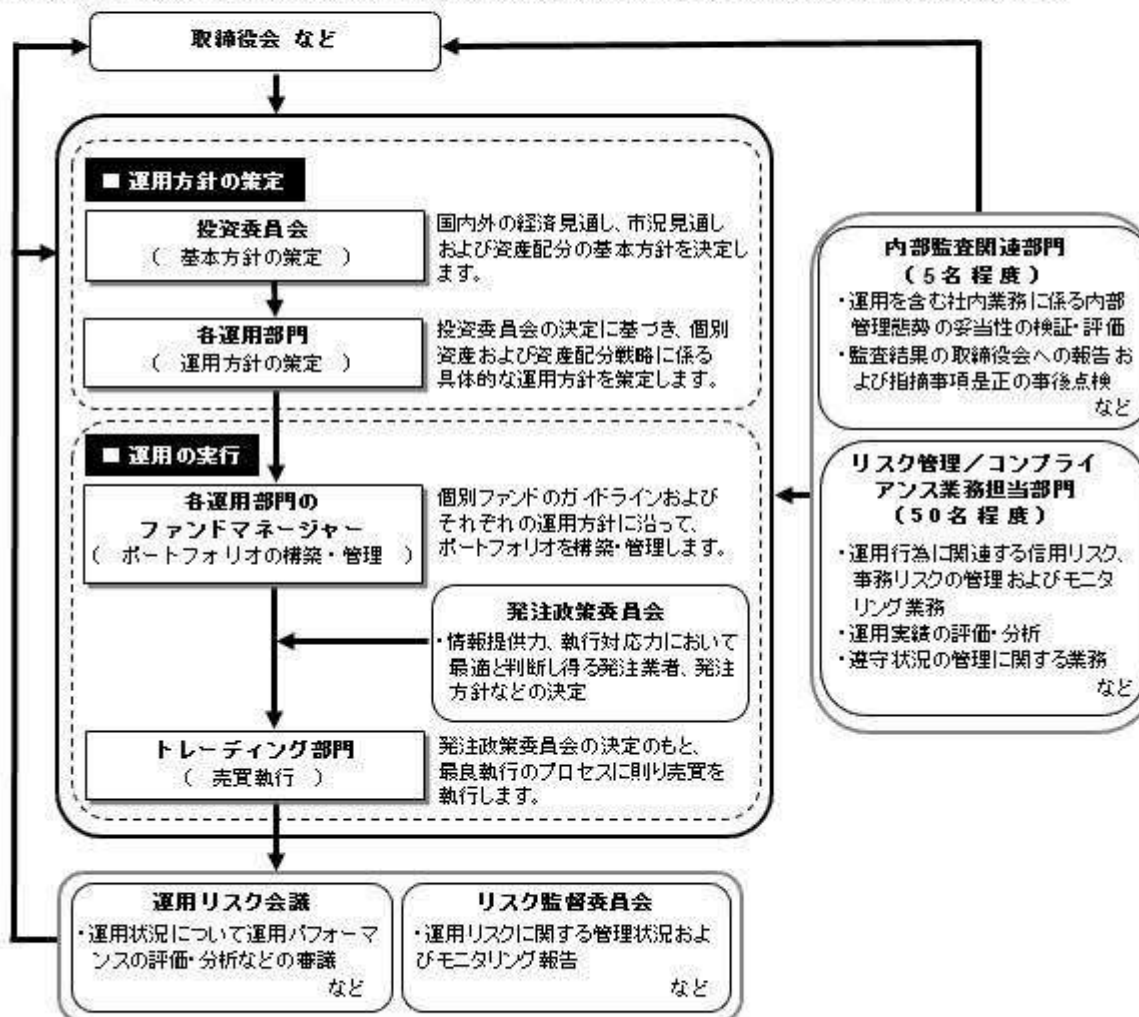 取締役会 など
■ 運用方針の策定
投資委員会
( 基本方針の策定 )
国内外の経済見通し、市況見通し
および資産配分の基本方針を決定し
ます。
各運用部門
( 運用方針の策定 )
投資委員会の決定に基づき、個別
資産および資産配分戦略に係る
具体的な運用方針を策定します。
■ 運用の実行
各運用部門の
ファンドマネージャー
( ポートフォリオの構築・管理 )
個別ファンドのガイドラインおよび
それぞれの運用方針に沿って、
ポートフォリオを構築・管理します。
発注政策委員会
・情報提供力、執行対応力において
最適と判断し得る発注業者、発注
方針などの決定
トレーディング部門
( 売買執行 )
発注政策委員会の決定のもと、
最良執行のプロセスに則り売買を
執行します。
内部監査関連部門
(5名程度)
・運用を含む社内業務に係る内部
管理態勢の妥当性の検証・評価
・監査結果の取締役会への報告お
よび指摘事項是正の事後点検
など
リスク管理/コンプライ
アンス業務担当部門
(50名程度)
・運用行為に関連する信用リスク、
事務リスクの管理およびモニタ
リング業務
・運用実績の評価・分析
・遵守状況の管理に関する業務
など
運用リスク会議
・運用状況について運用パフォーマ
ンスの評価・分析などの審議
など
リスク監督委員会
・運用リスクに関する管理状況およ
びモニタリング報告
など